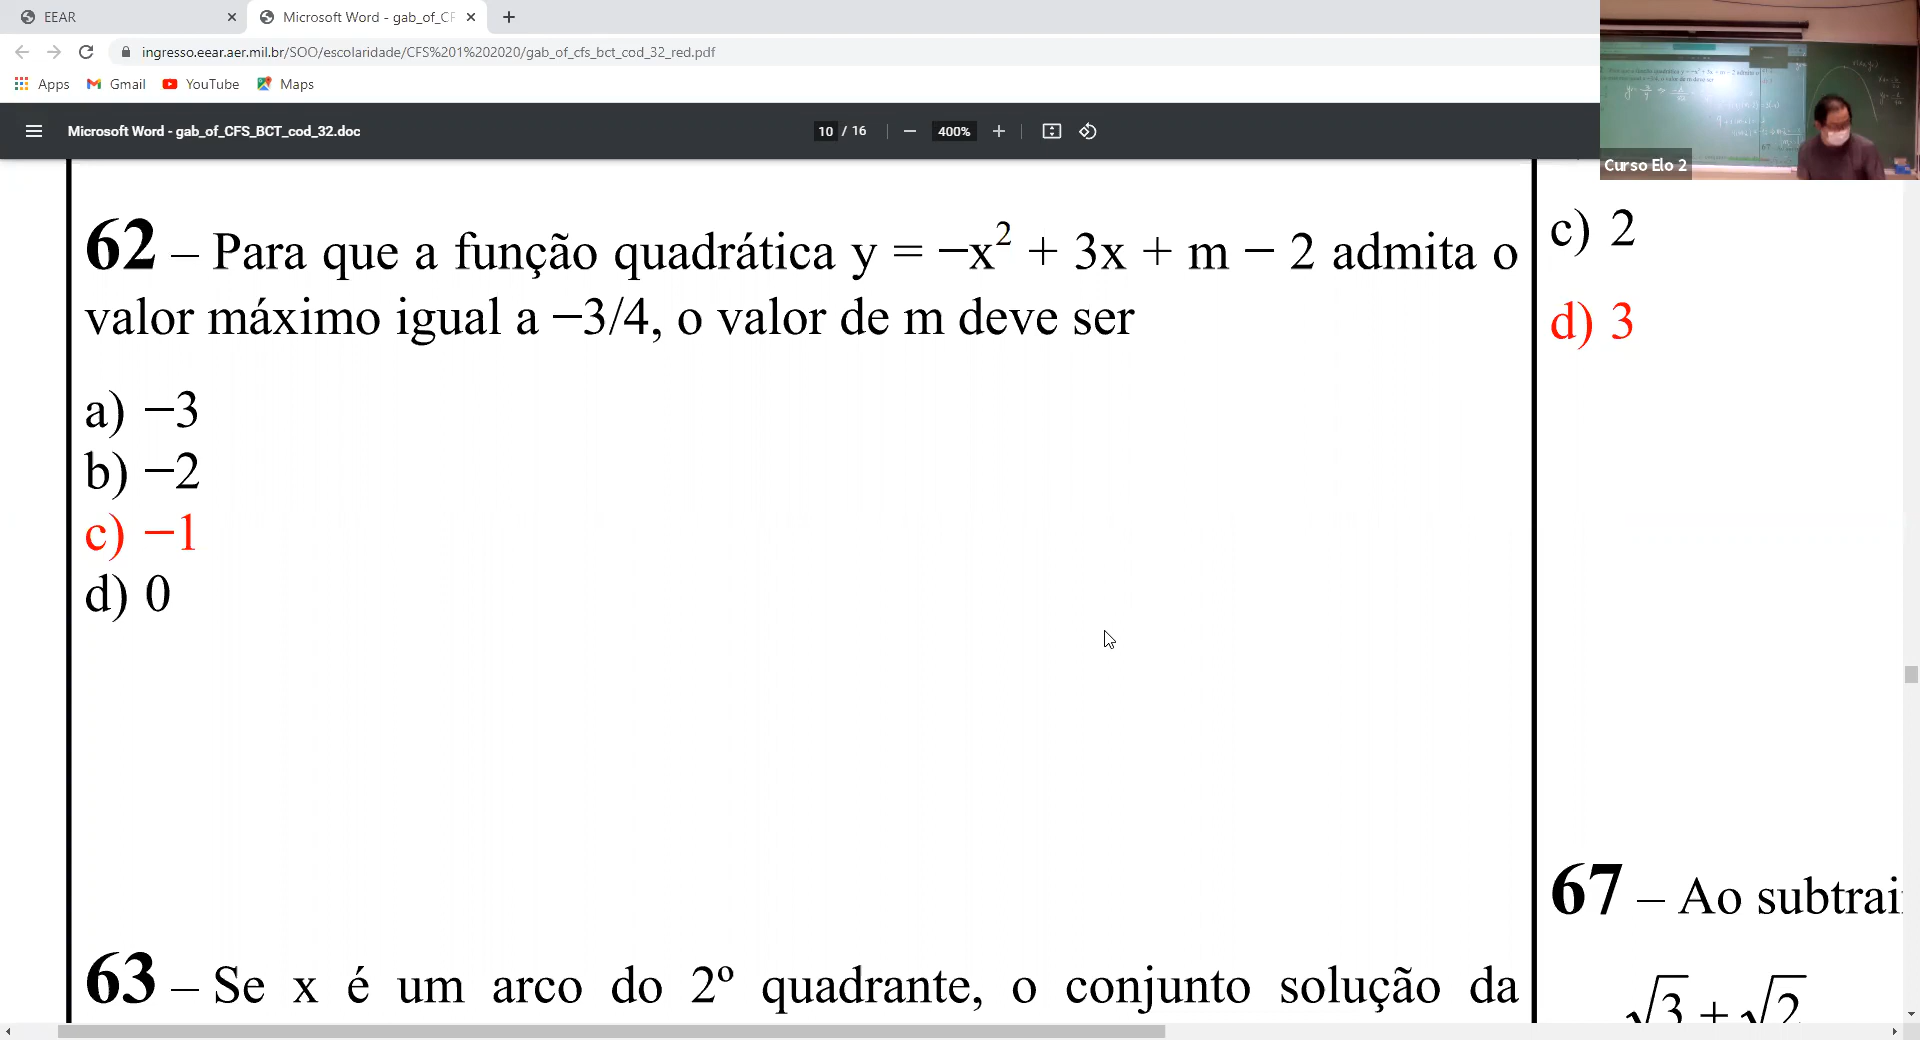 EEAR
Microsoft Word - gab_of_CF
ingresso.eear.aer.mil.br/SOO/escolaridade/CFS%201%202020/gab_of_cfs_bct_cod_32_red.pdf
Apps Gmail YouTube Maps
Microsoft Word - gab_of_CFS_BCT_cod_32.doc
10 / 16
400%
Curso Elo 2
62 – Para que a função quadrática y = −x² + 3x + m − 2 admita o
valor máximo igual a −3/4, o valor de m deve ser
a) −3
b) −2
c) −1
d) 0
63 – Se x é um arco do 2º quadrante, o conjunto solução da
c) 2
d) 3
67 – Ao subtrai
√3 + √2